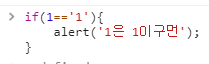 > if(1=='1'){
alert('1은 1이구먼');
}